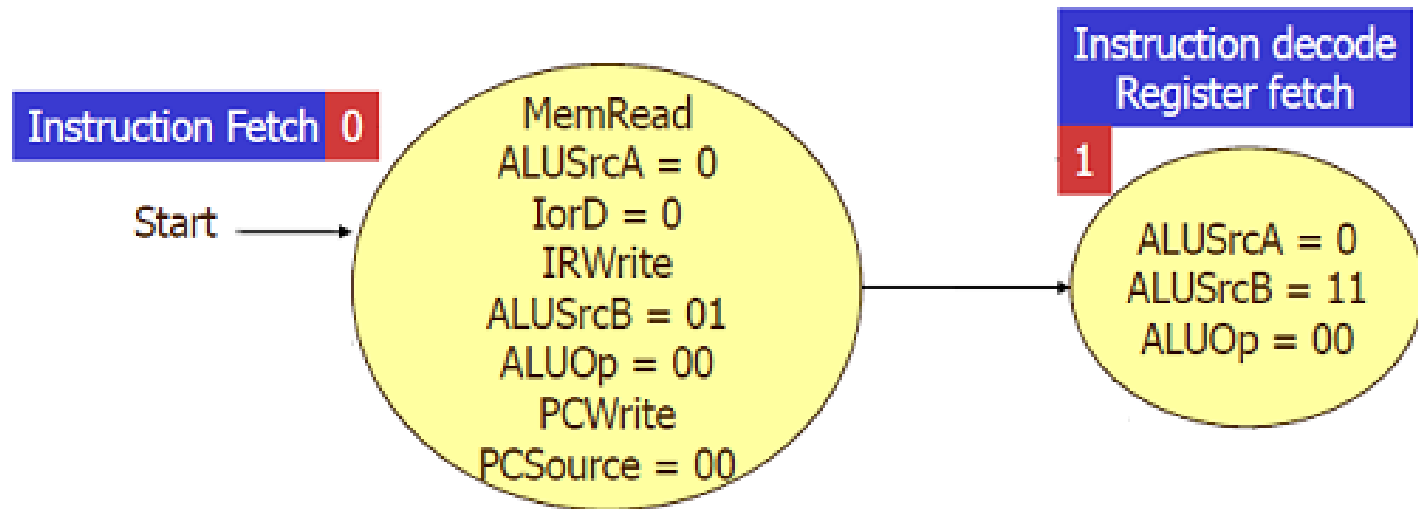 Instruction Fetch 0
Start
MemRead
ALUSrcA = 0
IorD = 0
IRWrite
ALUSrcB = 01
ALUOp = 00
PCWrite
PCSource = 00
Instruction decode
Register fetch
1
ALUSrcA = 0
ALUSrcB = 11
ALUOp = 00